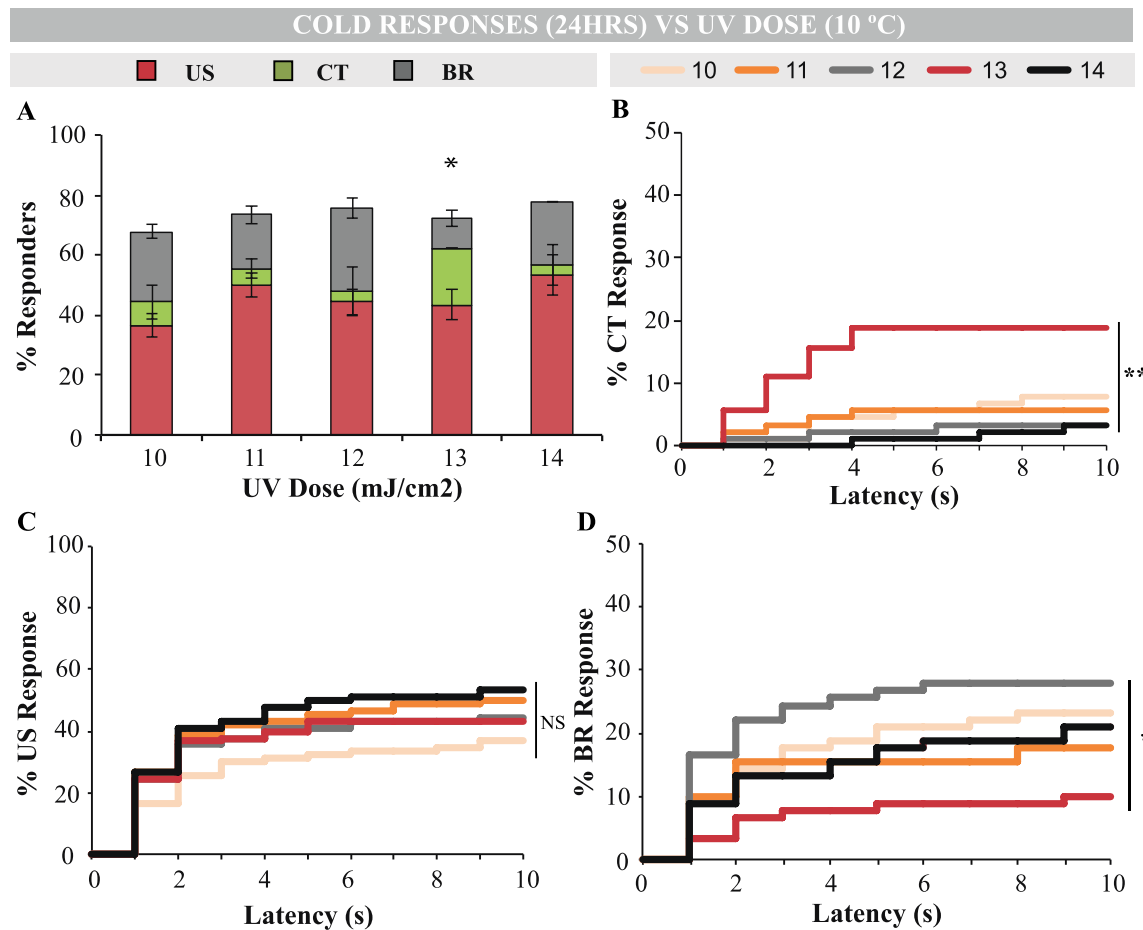 COLD RESPONSES (24HRS) VS UV DOSE (10 ºC)
US CT BR
10 11 12 13 14
A
100
80
60
40
20
0
% Responders
*
10 11 12 13 14
UV Dose (mJ/cm2)
B
50
40
30
20
10
0
% CT Response
**
0 2 4 6 8 10
Latency (s)
C
100
80
60
40
20
0
% US Response
NS
0 2 4 6 8 10
Latency (s)
D
50
40
30
20
10
0
% BR Response
0 2 4 6 8 10
Latency (s)